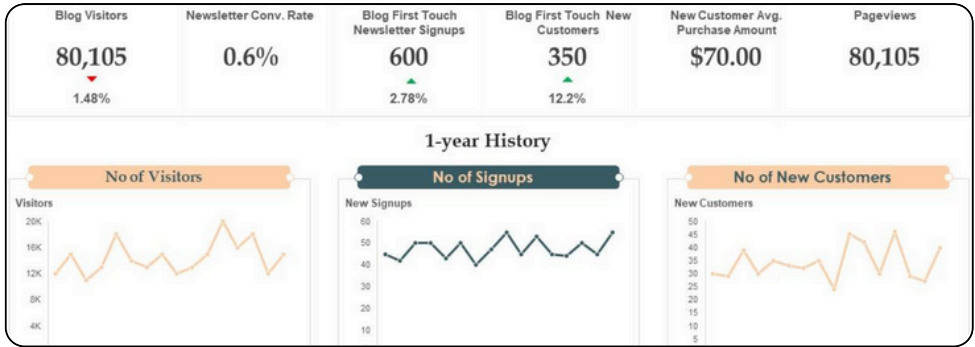 Blog Visitors
80,105
1.48%
Newsletter Conv. Rate
0.6%
Blog First Touch
Newsletter Signups
600
2.78%
Blog First Touch New
Customers
350
12.2%
New Customer Avg.
Purchase Amount
$70.00
Pageviews
80,105
1-year History
No of Visitors
Visitors
20K
16K
12K
8K
4K
No of Signups
New Signups
60
50
40
30
20
10
No of New Customers
New Customers
50
45
40
35
30
25
20
15
10
5